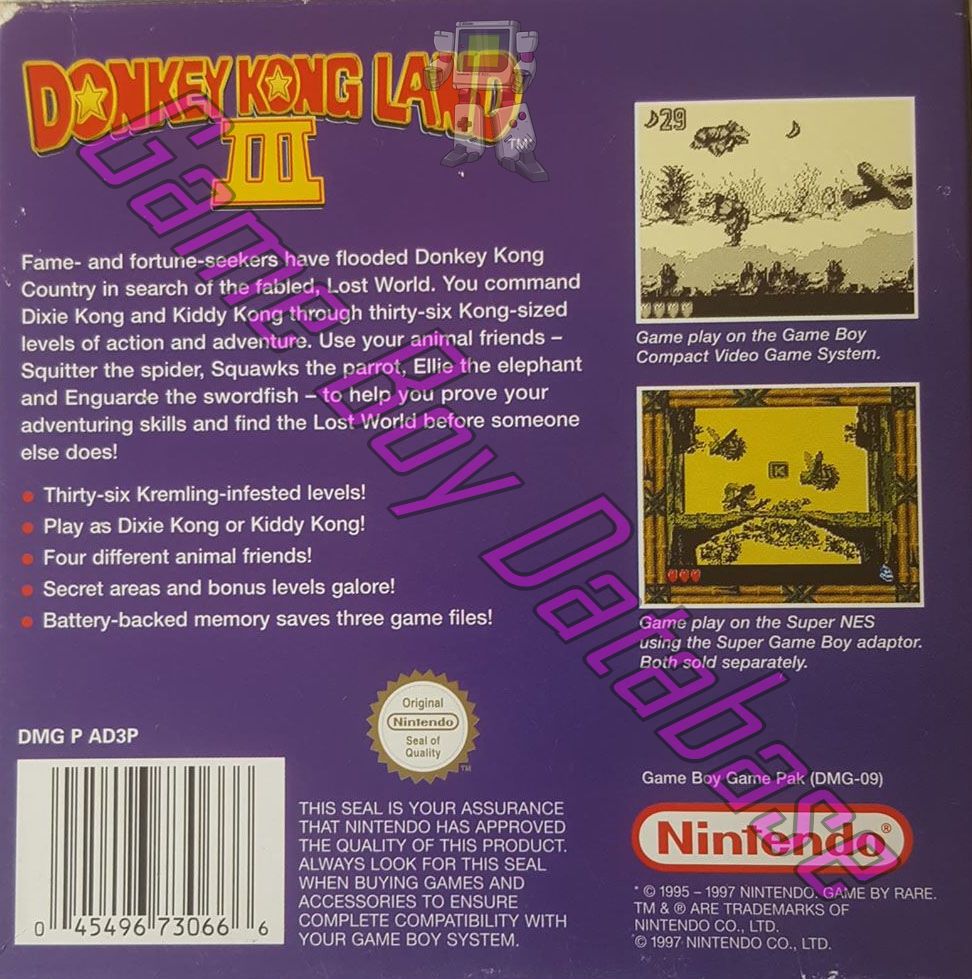 DONKEY KONG LAND
III
TM
Fame- and fortune-seekers have flooded Donkey Kong
Country in search of the fabled, Lost World. You command
Dixie Kong and Kiddy Kong through thirty-six Kong-sized
levels of action and adventure. Use your animal friends –
Squitter the spider, Squawks the parrot, Ellie the elephant
and Enguarde the swordfish – to help you prove your
adventuring skills and find the Lost World before someone
else does!
Thirty-six Kremling-infested levels!
Play as Dixie Kong or Kiddy Kong!
Four different animal friends!
Secret areas and bonus levels galore!
Battery-backed memory saves three game files!
29
Game play on the Game Boy
Compact Video Game System.
K
Game play on the Super NES
using the Super Game Boy adaptor.
Both sold separately.
Game Boy Database
DMG P AD3P
0 45496 73066 6
Original
Nintendo
Seal of
Quality
TM
THIS SEAL IS YOUR ASSURANCE
THAT NINTENDO HAS APPROVED
THE QUALITY OF THIS PRODUCT.
ALWAYS LOOK FOR THIS SEAL
WHEN BUYING GAMES AND
ACCESSORIES TO ENSURE
COMPLETE COMPATIBILITY WITH
YOUR GAME BOY SYSTEM.
Game Boy Game Pak (DMG-09)
Nintendo®
* © 1995 - 1997 NINTENDO. GAME BY RARE.
TM & ® ARE TRADEMARKS OF
NINTENDO CO., LTD.
© 1997 NINTENDO CO., LTD.